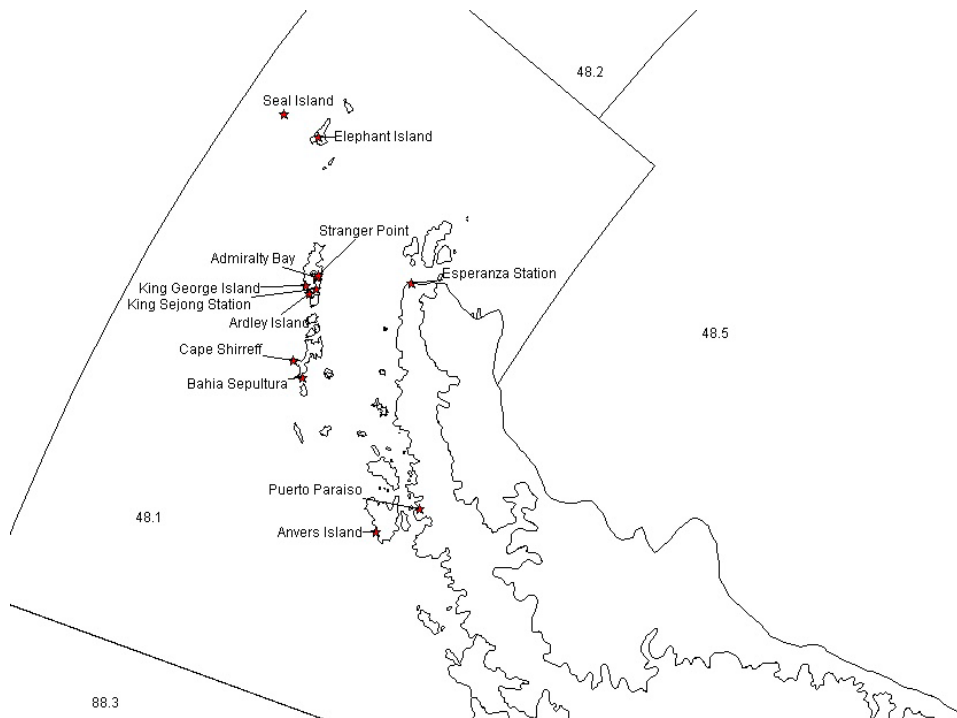 48.2
Seal Island
Elephant Island
Stranger Point
Admiralty Bay
Esperanza Station
King George Island
King Sejong Station
Ardley Island
48.5
Cape Shirreff
Bahia Sepultura
Puerto Paraiso
48.1
Anvers Island
88.3